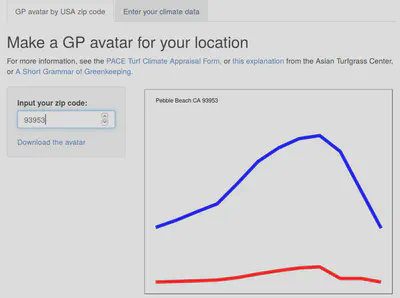 GP avatar by USA zip code Enter your climate data
Make a GP avatar for your location
For more information, see the PACE Turf Climate Appraisal Form, or this explanation from the Asian Turfgrass Center,
or A Short Grammar of Greenkeeping.
Input your zip code:
93953
Download the avatar
Pebble Beach CA 93953